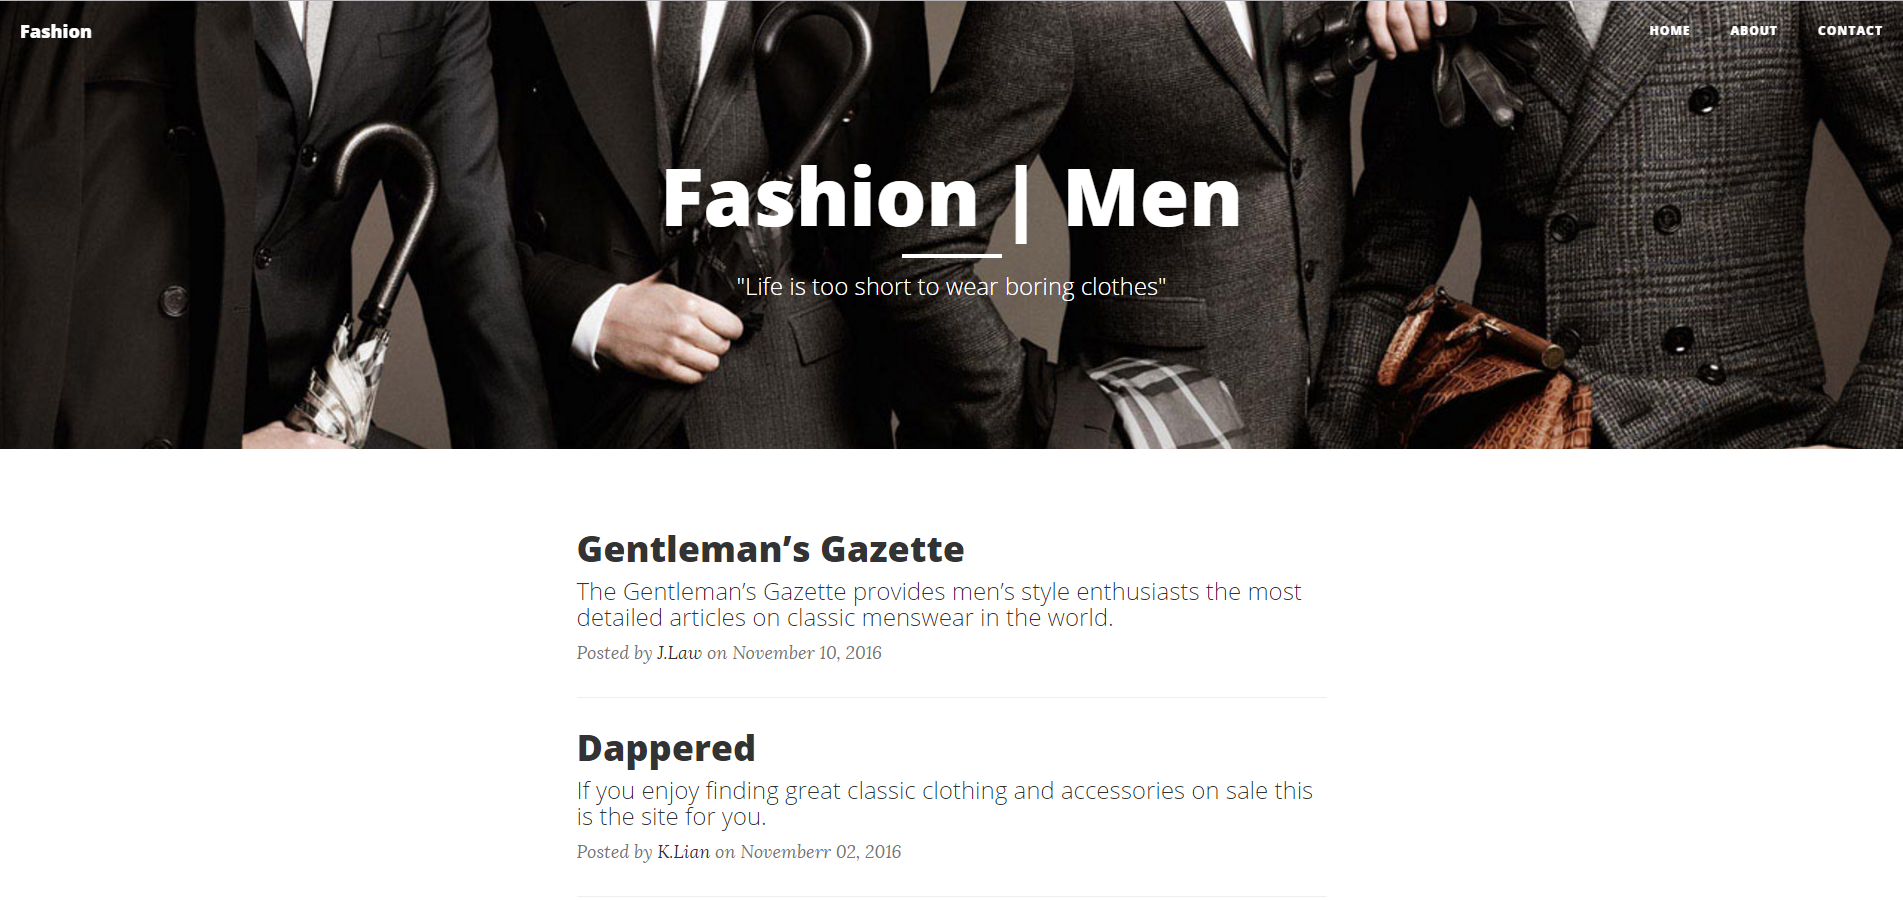 Fashion
HOME ABOUT CONTACT
Fashion | Men
"Life is too short to wear boring clothes"
Gentleman’s Gazette
The Gentleman’s Gazette provides men’s style enthusiasts the most
detailed articles on classic menswear in the world.
Posted by J.Law on November 10, 2016
Dappered
If you enjoy finding great classic clothing and accessories on sale this
is the site for you.
Posted by K.Lian on Novemberr 02, 2016